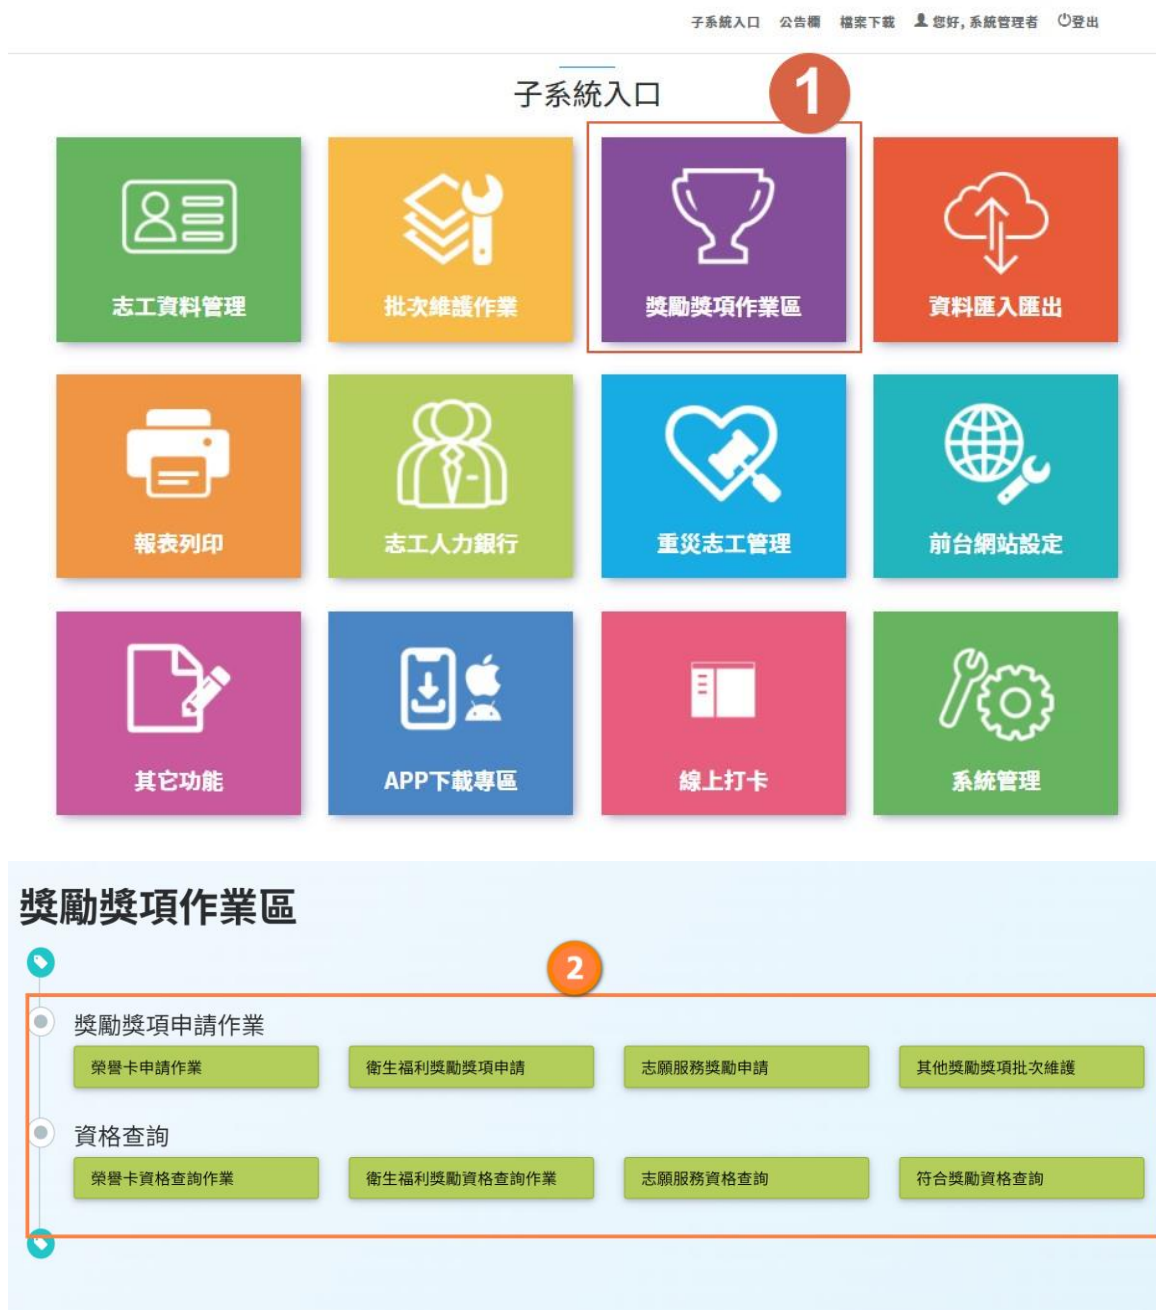 子系統入口 公告欄 檔案下載 您好, 系統管理者 登出
子系統入口
1
志工資料管理 批次維護作業 獎勵獎項作業區 資料匯入匯出
報表列印 志工人力銀行 重災志工管理 前台網站設定
其它功能 APP下載專區 線上打卡 系統管理
獎勵獎項作業區
2
獎勵獎項申請作業
榮譽卡申請作業 衛生福利獎勵獎項申請 志願服務獎勵申請 其他獎勵獎項批次維護
資格查詢
榮譽卡資格查詢作業 衛生福利獎勵資格查詢作業 志願服務資格查詢 符合獎勵資格查詢